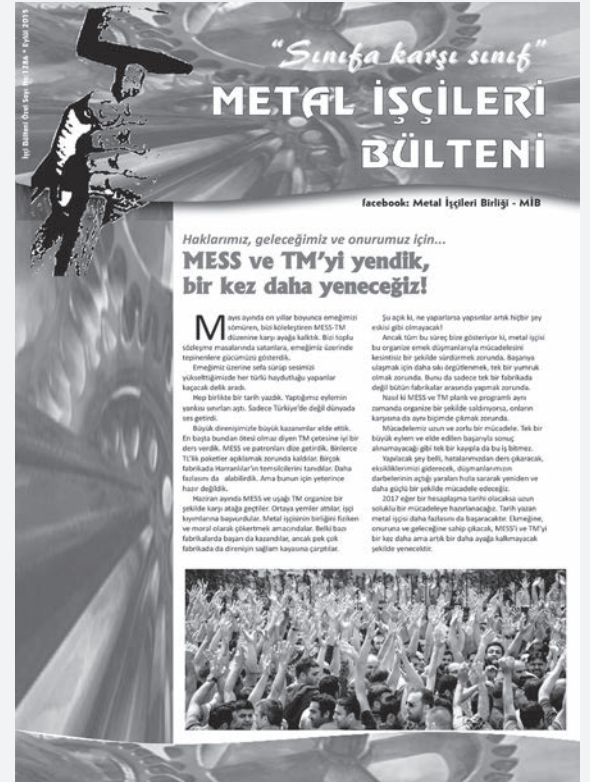 İşçi Bülteni Özel Sayı No:1286 * Eylül 2015
"Sınıfa karşı sınıf"
METAL İŞÇİLERİ
BÜLTENİ
facebook: Metal İşçileri Birliği - MİB
Haklarımız, geleceğimiz ve onurumuz için...
MESS ve TM'yi yendik,
bir kez daha yeneceğiz!
Mayıs ayında on yıllar boyunca emeğimizi
sömüren, bizi köleleştiren MESS-TM
düzenine karşı ayağa kalktık. Bizi toplu
sözleşme masalarında satanlara, emeğimiz üzerinde
tepinenlere gücümüzü gösterdik.
Emeğimiz üzerine sefa sürüp sesimizi
yükselttiğimizde her türlü haydutluğu yapanlar
kaçacak delik aradı.
Hep birlikte bir tarih yazdık. Yaptığımız eylemin
yankısı sınırları aştı. Sadece Türkiye'de değil dünyada
ses getirdi.
Büyük direnişimizle büyük kazanımlar elde ettik.
En başta bundan ötesi olmaz diyen TM çetesine iyi bir
ders verdik. MESS ve patronları dize getirdik. Binlerce
TL'lik paketler açıklamak zorunda kaldılar. Birçok
fabrikada Harranlılar'ın temsilcilerini tanıdılar. Daha
fazlasını da alabilirdik. Ama bunun için yeterince
hazır değildik.
Haziran ayında MESS ve uşağı TM organize bir
şekilde karşı atağa geçtiler. Ortaya yemler attılar, işçi
kıyımlarına başvurdular. Metal işçisinin birliğini fiziken
ve moral olarak çökertmek amacındalar. Belki bazı
fabrikalarda başarı da kazandılar, ancak pek çok
fabrikada da direnişin sağlam kayasına çarptılar.
Şu açık ki, ne yaparlarsa yapsınlar artık hiçbir şey
eskisi gibi olmayacak!
Ancak tüm bu süreç bize gösteriyor ki, metal işçisi
bu organize emek düşmanlarıyla mücadelesini
kesintisiz bir şekilde sürdürmek zorunda. Başarıya
ulaşmak için daha sıkı örgütlenmek, tek bir yumruk
olmak zorunda. Bunu da sadece tek bir fabrikada
değil bütün fabrikalar arasında yapmak zorunda.
Nasıl ki MESS ve TM planlı ve programlı aynı
zamanda organize bir şekilde saldırıyorsa, onların
karşısına da aynı biçimde çıkmak zorunda.
Mücadelemiz uzun ve zorlu bir mücadele. Tek bir
büyük eylem ve elde edilen başarıyla sonuç
alınamayacağı gibi tek bir kayıpla da bu iş bitmez.
Yapılacak şey belli, hatalarımızdan ders çıkaracak,
eksikliklerimizi giderecek, düşmanlarımızın
darbelerinin açtığı yaraları hızla sararak yeniden ve
daha güçlü bir şekilde mücadele edeceğiz.
2017 eğer bir hesaplaşma tarihi olacaksa uzun
soluklu bir mücadeleye hazırlanacağız. Tarih yazan
metal işçisi daha fazlasını da başaracaktır. Ekmeğine,
onuruna ve geleceğine sahip çıkacak, MESS'i ve TM'yi
bir kez daha ama artık bir daha ayağa kalkmayacak
şekilde yenecektir.